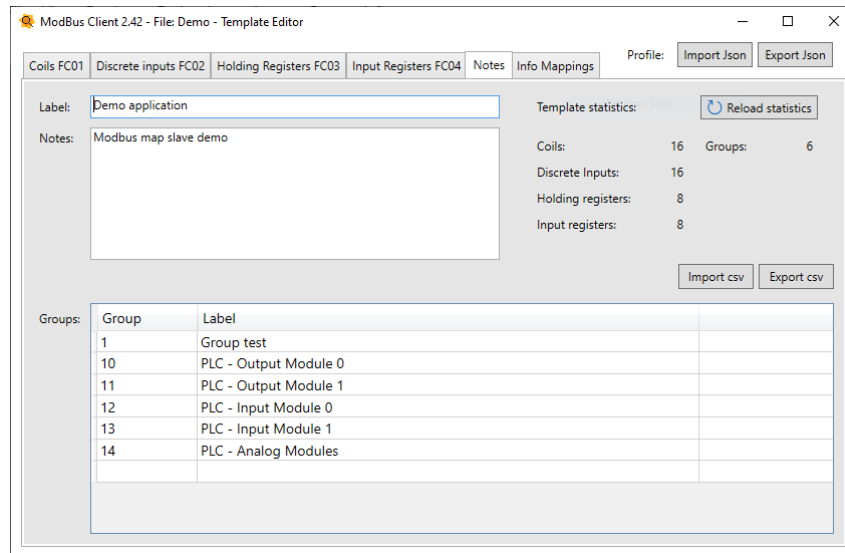 ModBus Client 2.42 - File: Demo - Template Editor
Coils FC01 Discrete inputs FC02 Holding Registers FC03 Input Registers FC04 Notes Info Mappings Profile: Import Json Export Json
Label: Demo application
Template statistics: Reload statistics
Notes: Modbus map slave demo
Coils: 16 Groups: 6
Discrete Inputs: 16
Holding registers: 8
Input registers: 8
Import csv Export csv
Groups: Group Label
1 Group test
10 PLC - Output Module 0
11 PLC - Output Module 1
12 PLC - Input Module 0
13 PLC - Input Module 1
14 PLC - Analog Modules